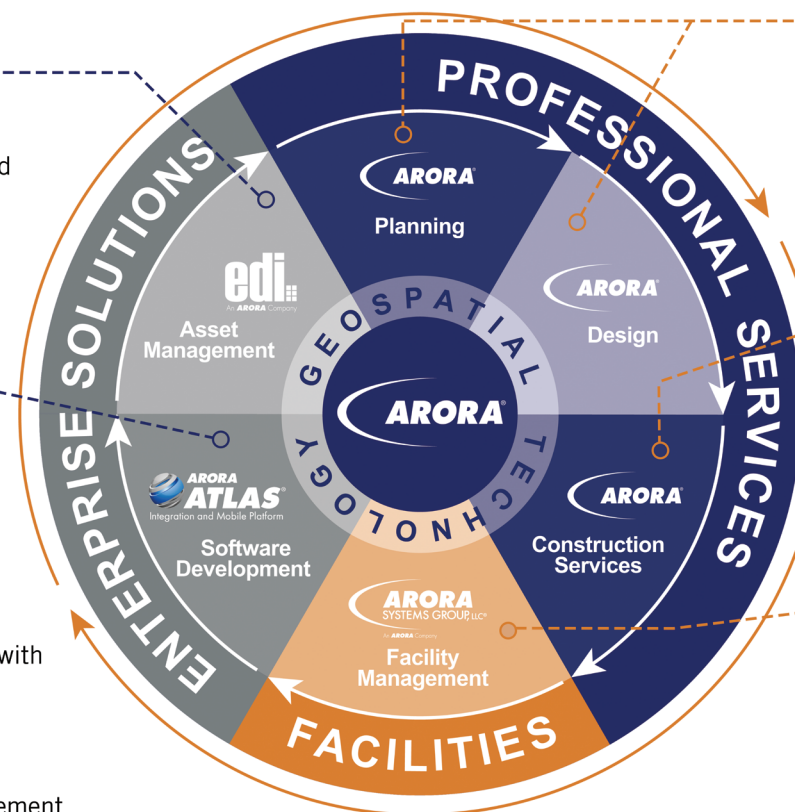 PROFESSIONAL SERVICES
ENTERPRISE SOLUTIONS
FACILITIES
GEOSPATIAL
TECHNOLOGY
ARORA®
ARORA®
Planning
ARORA®
Design
ARORA®
Construction
Services
ARORA
SYSTEMS GROUP, LLC®
An ARORA Company
Facility
Management
ARORA
ATLAS®
Integration and Mobile Platform
Software
Development
edi
An ARORA Company
Asset
Management
d
with
ement